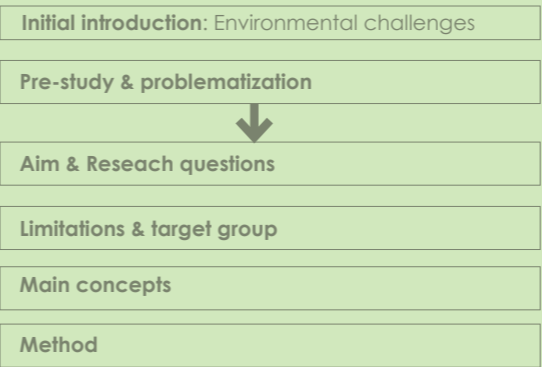 Initial introduction: Environmental challenges
Pre-study & problematization
Aim & Reseach questions
Limitations & target group
Main concepts
Method